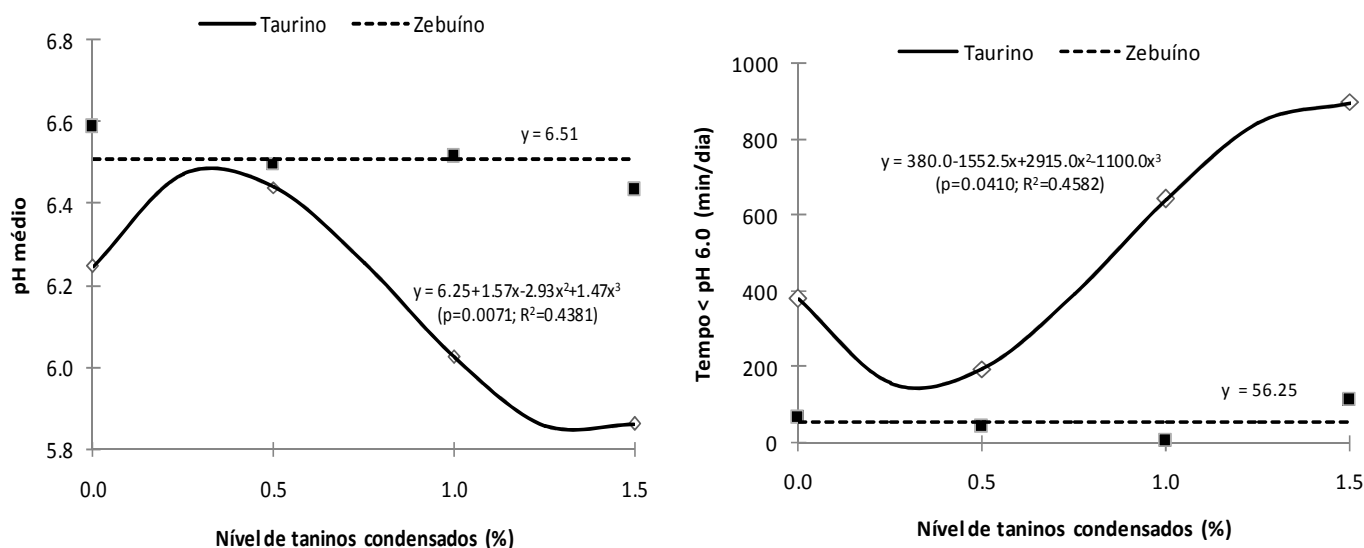 Taurino Zebuíno
6.8
6.6
6.4
6.2
6.0
5.8
pH médio
y = 6.51
y = 6.25+1.57x-2.93x²+1.47x³
(p=0.0071; R²=0.4381)
0.0 0.5 1.0 1.5
Nível de taninos condensados (%)
Taurino Zebuíno
1000
800
600
400
200
0
Tempo < pH 6.0 (min/dia)
y = 380.0-1552.5x+2915.0x²-1100.0x³
(p=0.0410; R²=0.4582)
y = 56.25
0.0 0.5 1.0 1.5
Nível de taninos condensados (%)